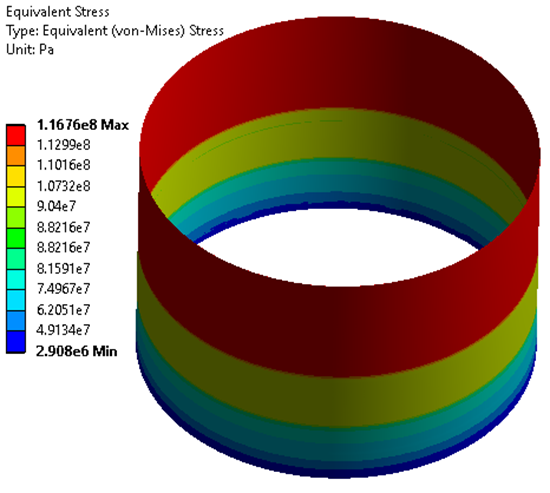 Equivalent Stress
Type: Equivalent (von-Mises) Stress
Unit: Pa
1.1676e8 Max
1.1299e8
1.1016e8
1.0732e8
9.04e7
8.8216e7
8.8216e7
8.1591e7
7.4967e7
6.2051e7
4.9134e7
2.908e6 Min